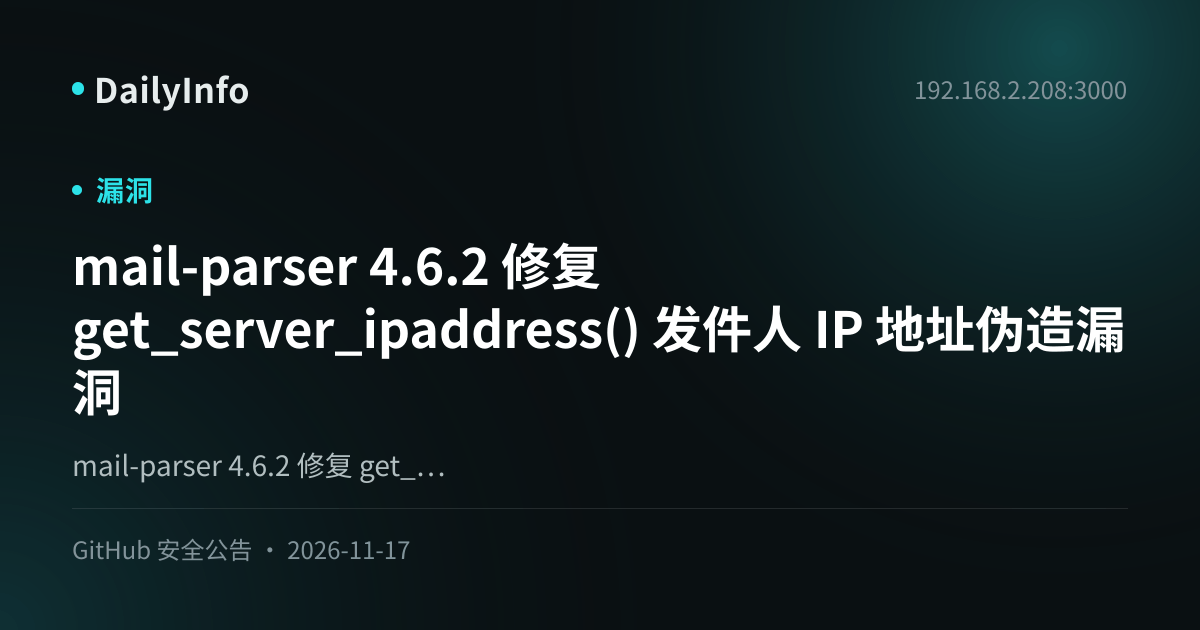 DailyInfo
192.168.2.208:3000
漏洞
mail-parser 4.6.2 修复
get_server_ipaddress() 发件人 IP 地址伪造漏
洞
mail-parser 4.6.2 修复 get_…
GitHub 安全公告 · 2026-11-17